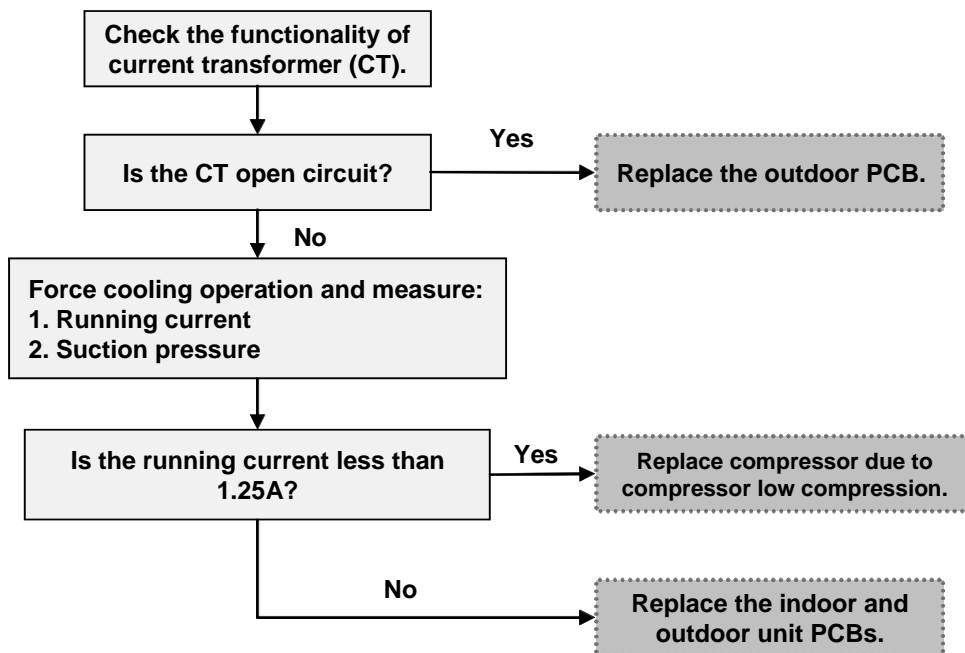 Check the functionality of
current transformer (CT).
Yes
Is the CT open circuit?
Replace the outdoor PCB.
No
Force cooling operation and measure:
1. Running current
2. Suction pressure
Is the running current less than
1.25A?
Yes
Replace compressor due to
compressor low compression.
No
Replace the indoor and
outdoor unit PCBs.